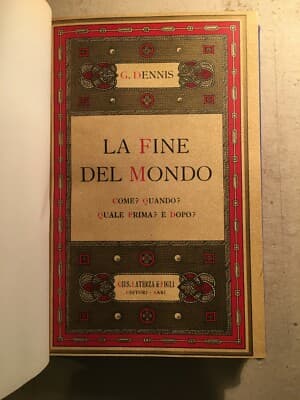 G. DENNIS
LA FINE
DEL MONDO
COME? QUANDO?
QUALE PRIMA? E DOPO?
GIUS. LATERZA & FIGLI
EDITORI BARI